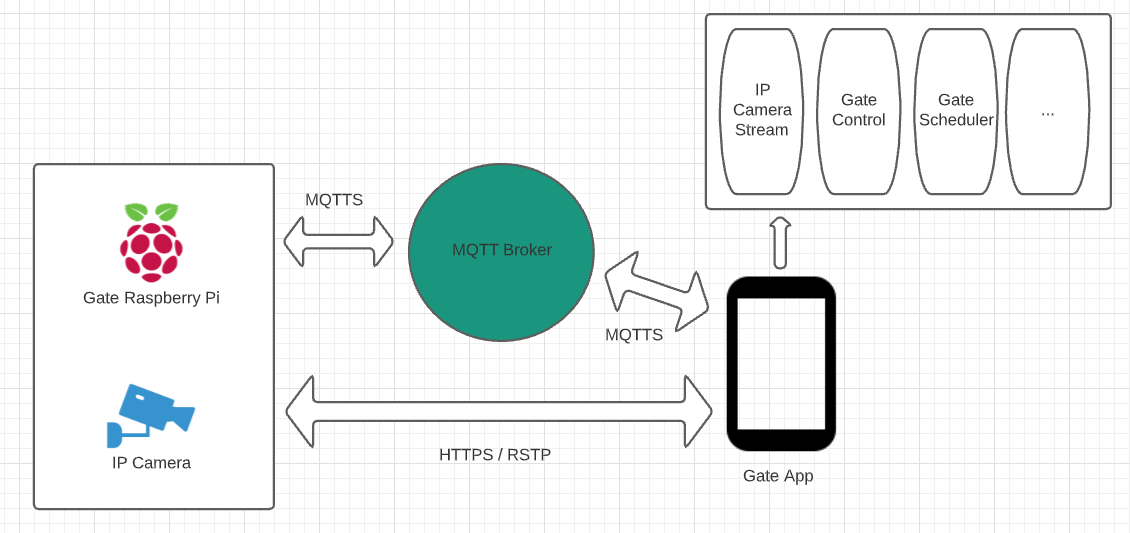 IP
Camera
Stream
Gate
Control
Gate
Scheduler
...
MQTTS
MQTT Broker
Gate Raspberry Pi
MQTTS
IP Camera
HTTPS / RSTP
Gate App